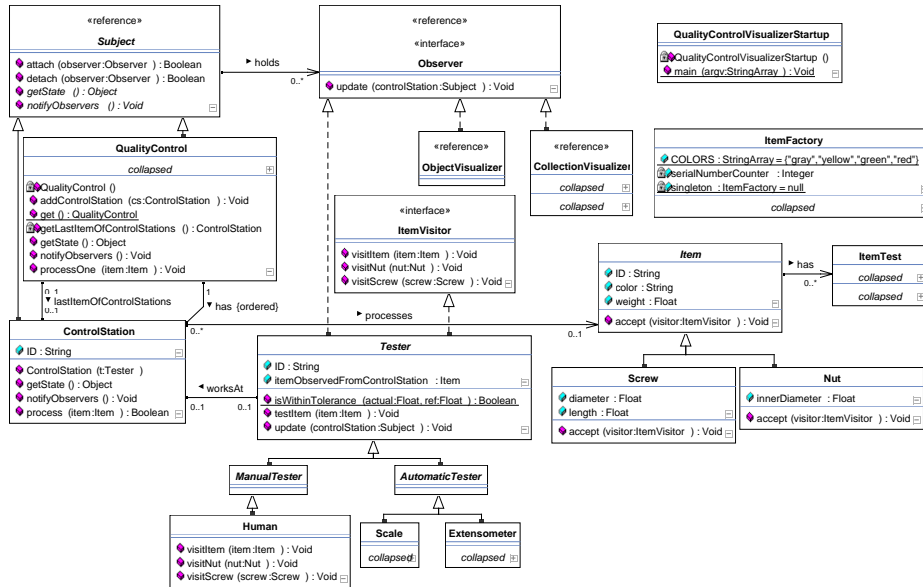 «reference»
Subject
attach (observer:Observer ) : Boolean
detach (observer:Observer ) : Boolean
getState () : Object
notifyObservers () : Void
holds
0..*
«reference»
«interface»
Observer
update (controlStation:Subject ) : Void
QualityControlVisualizerStartup
QualityControlVisualizerStartup ()
main (argv:StringArray ) : Void
QualityControl
collapsed
QualityControl ()
addControlStation (cs:ControlStation ) : Void
get () : QualityControl
getLastItemOfControlStations () : ControlStation
getState () : Object
notifyObservers () : Void
processOne (item:Item ) : Void
«reference»
ObjectVisualizer
«reference»
CollectionVisualizer
collapsed
collapsed
ItemFactory
COLORS : StringArray = {"gray","yellow","green","red"}
serialNumberCounter : Integer
singleton : ItemFactory = null
collapsed
«interface»
ItemVisitor
visitItem (item:Item ) : Void
visitNut (nut:Nut ) : Void
visitScrew (screw:Screw ) : Void
Item
ID : String
color : String
weight : Float
accept (visitor:ItemVisitor ) : Void
has
0..*
ItemTest
collapsed
collapsed
0..1
lastItemOfControlStations
0..1
1
has {ordered}
0..*
processes
0..1
ControlStation
ID : String
ControlStation (t:Tester )
getState () : Object
notifyObservers () : Void
process (item:Item ) : Boolean
worksAt
0..1
0..1
Tester
ID : String
itemObservedFromControlStation : Item
isWithinTolerance (actual:Float, ref:Float ) : Boolean
testItem (item:Item ) : Void
update (controlStation:Subject ) : Void
Screw
diameter : Float
length : Float
accept (visitor:ItemVisitor ) : Void
Nut
innerDiameter : Float
accept (visitor:ItemVisitor ) : Void
ManualTester
AutomaticTester
Human
visitItem (item:Item ) : Void
visitNut (nut:Nut ) : Void
visitScrew (screw:Screw ) : Void
Scale
collapsed
Extensometer
collapsed